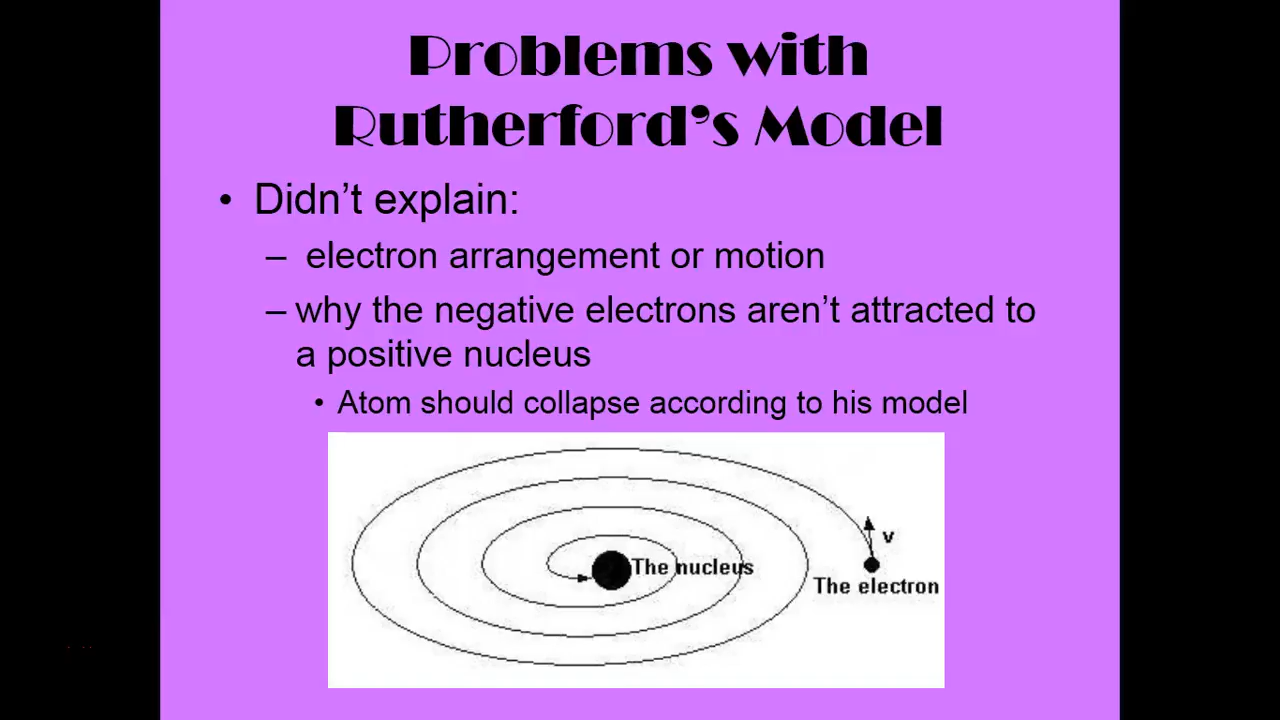 Problems with
Rutherford's Model
• Didn't explain:
– electron arrangement or motion
– why the negative electrons aren't attracted to
a positive nucleus
• Atom should collapse according to his model
v
The nucleus
The electron